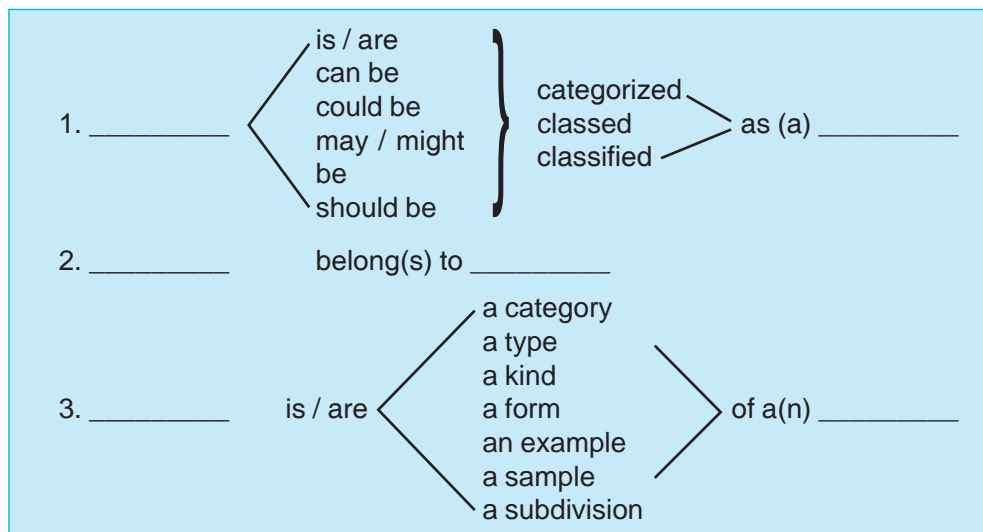 is / are
can be
could be
categorized
1. _________ classed as (a) _________
may / might
classified
be
should be
2. _________ belong(s) to _________
a category
a type
a kind
3. _________ is / are a form of a(n) _________
an example
a sample
a subdivision